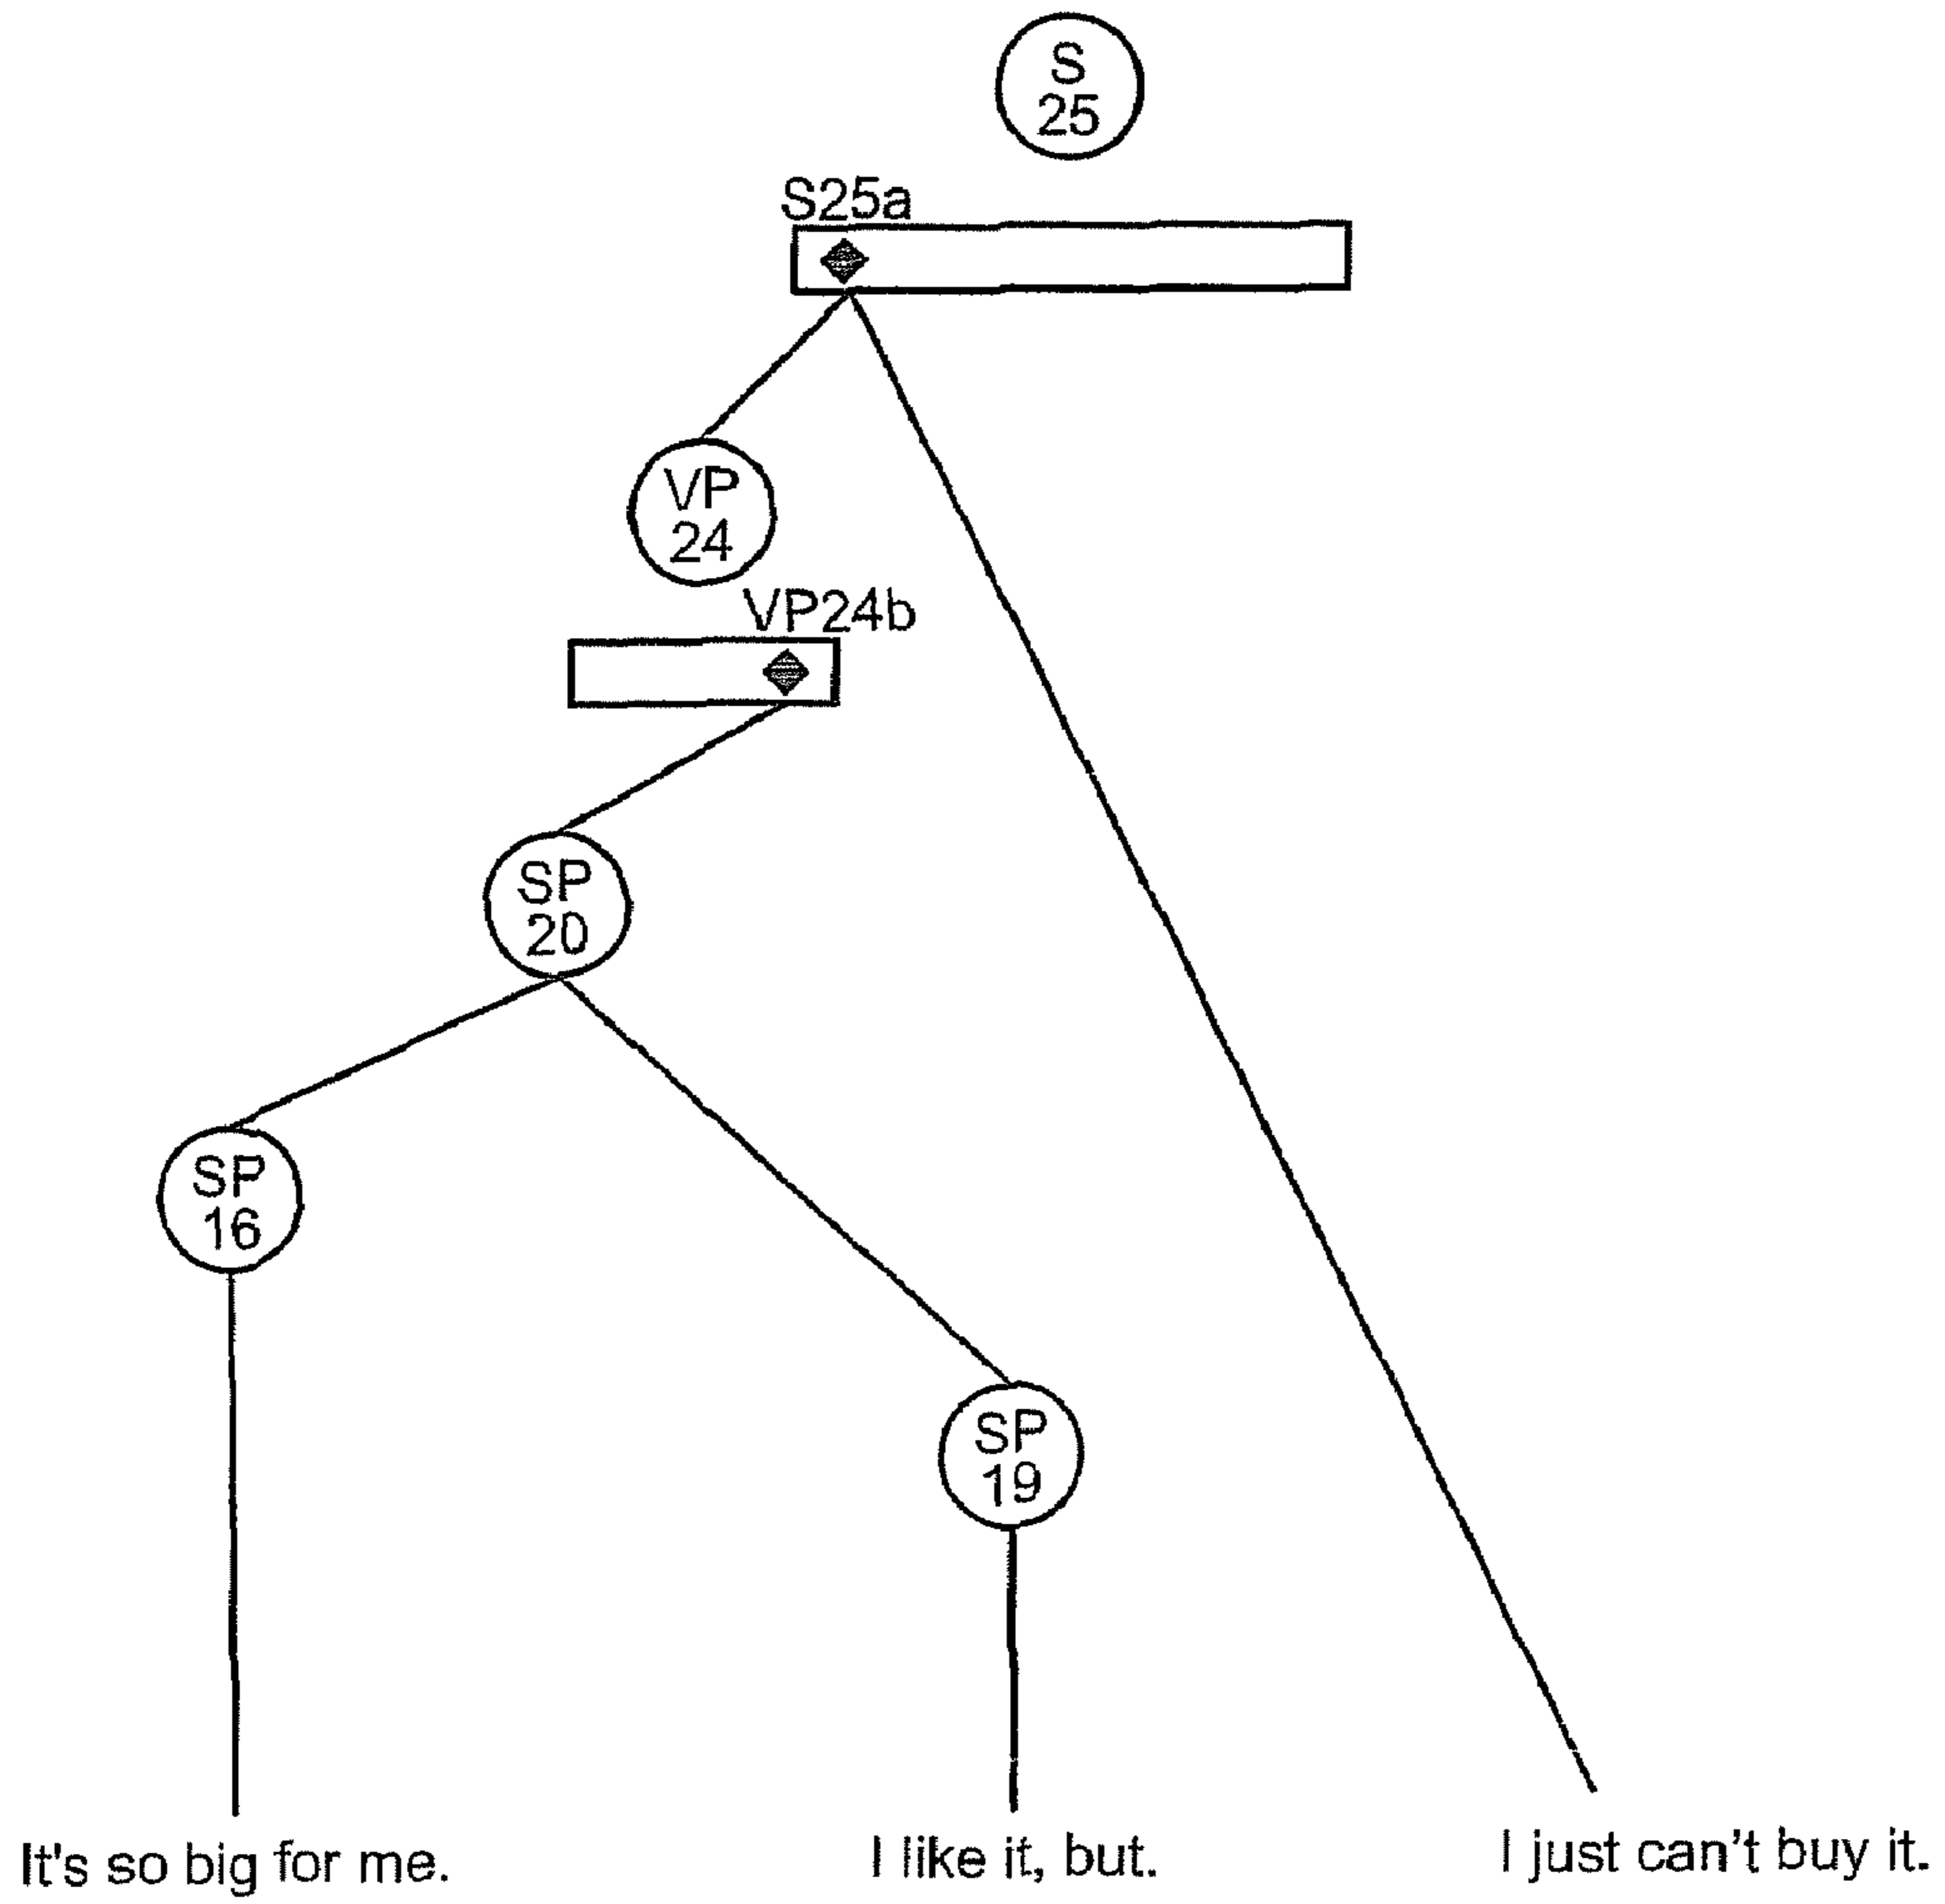 S
25
S25a
VP
24
VP24b
SP
20
SP
16
SP
19
It's so big for me.
I like it, but.
I just can't buy it.